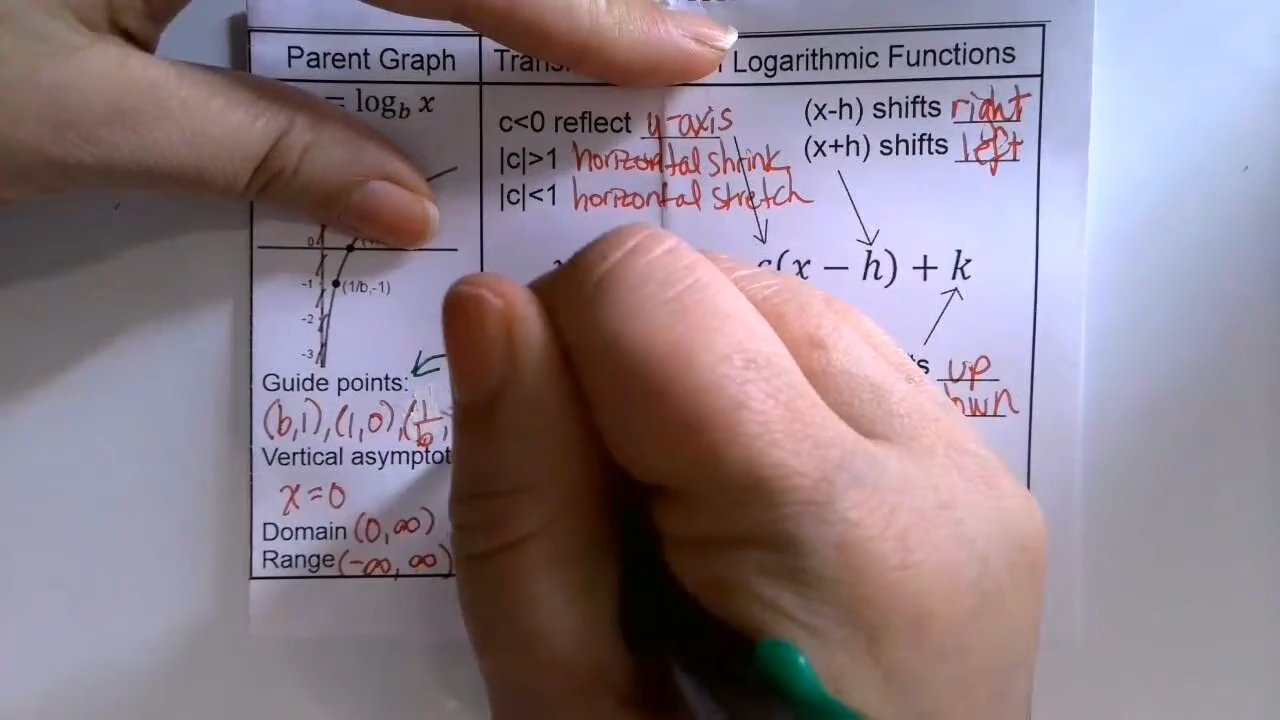 Parent Graph
Logarithmic Functions
= log_b x
c<0 reflect y-axis
(x-h) shifts right
|c|>1 horizontal shrink
(x+h) shifts left
|c|<1 horizontal stretch
(x − h) + k
0
-1
(1/b,-1)
-2
-3
up
Guide points:
(b,1), (1,0), (1/b,
Vertical
x=0
Domain (0,∞)
Range (-∞, ∞)